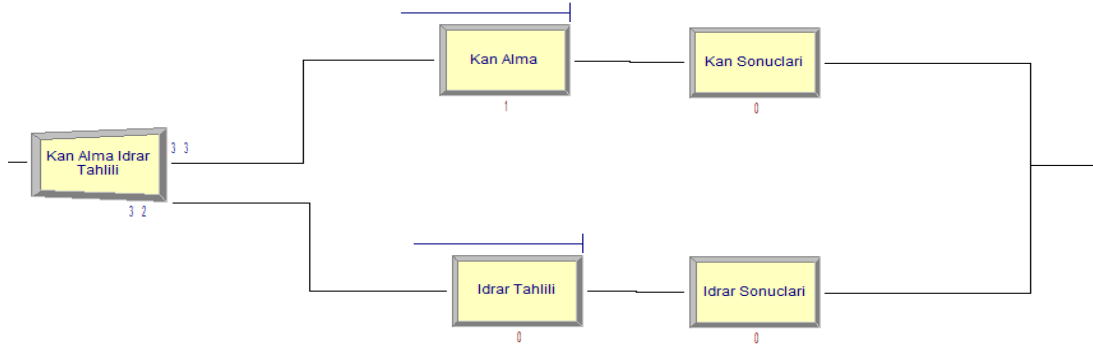 Kan Alma
1
Kan Sonuclari
0
Kan Alma Idrar
Tahlili
3 3
3 2
Idrar Tahlili
0
Idrar Sonuclari
0